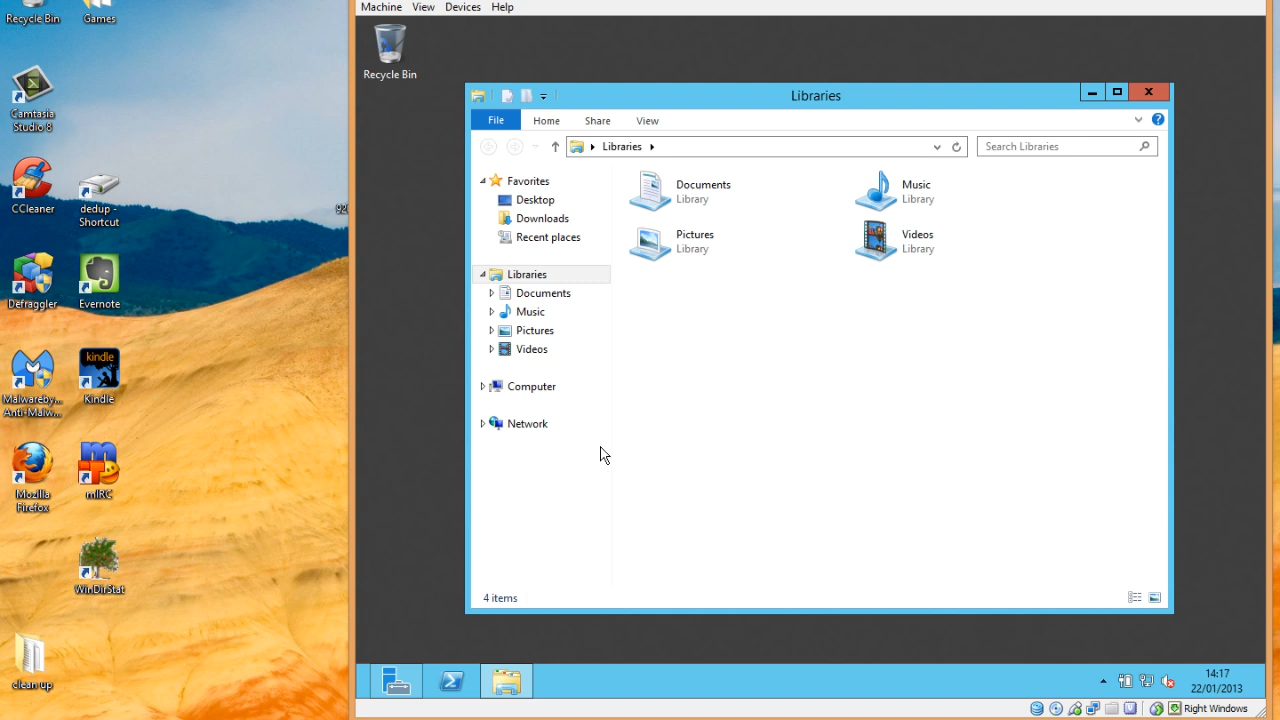 Recycle Bin
Games
Camtasia
Studio 8
CCleaner
dedup -
Shortcut
Defraggler
Evernote
Malwareby...
Anti-Malw...
kindle
Kindle
Mozilla
Firefox
mIRC
WinDirStat
clean up
Machine View Devices Help
Recycle Bin
Libraries
File Home Share View
Libraries
Search Libraries
Favorites
Desktop
Downloads
Recent places
Libraries
Documents
Music
Pictures
Videos
Computer
Network
Documents
Library
Music
Library
Pictures
Library
Videos
Library
4 items
14:17
22/01/2013
Right Windows